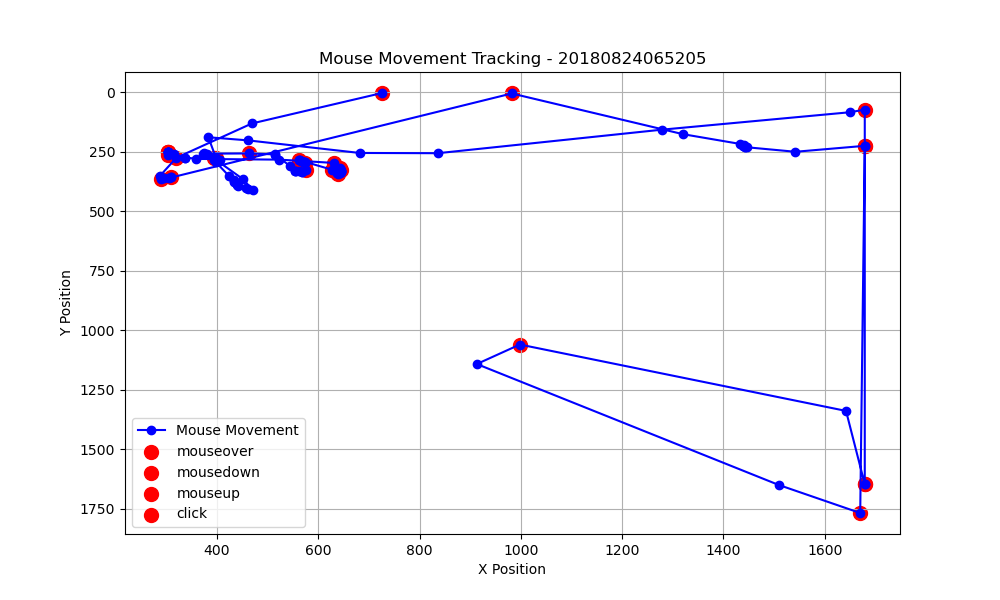 Mouse Movement Tracking - 20180824065205
Y Position
0
250
500
750
1000
1250
1500
1750
Mouse Movement
mouseover
mousedown
mouseup
click
400
600
800
1000
1200
1400
1600
X Position